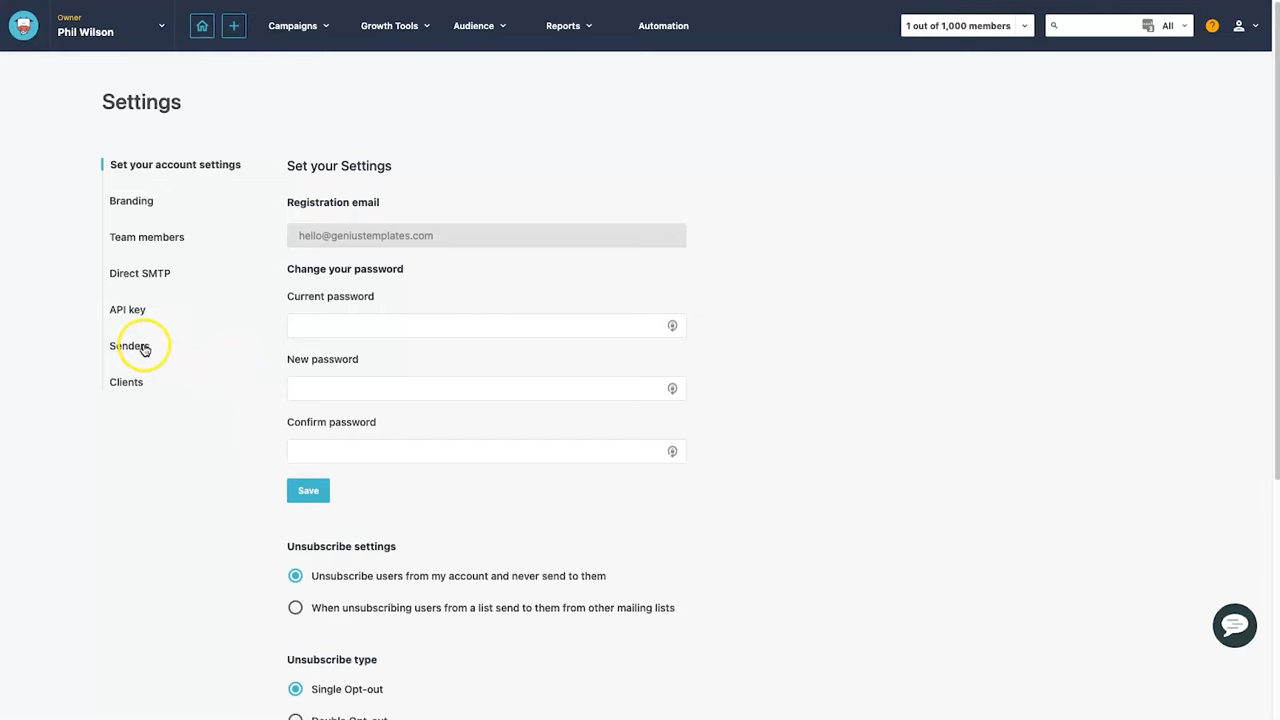 Owner
Phil Wilson
Campaigns
Growth Tools
Audience
Reports
Automation
1 out of 1,000 members
All
?
Settings
Set your account settings
Branding
Team members
Direct SMTP
API key
Senders
Clients
Set your Settings
Registration email
hello@geniustemplates.com
Change your password
Current password
New password
Confirm password
Save
Unsubscribe settings
Unsubscribe users from my account and never send to them
When unsubscribing users from a list send to them from other mailing lists
Unsubscribe type
Single Opt-out
Double Opt-out